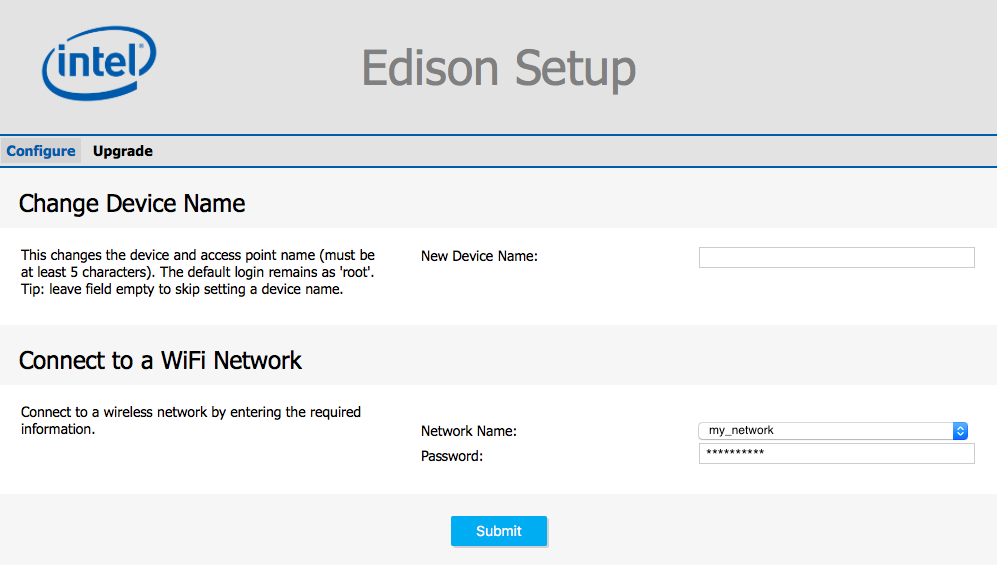 intel®
Edison Setup
Configure Upgrade
Change Device Name
This changes the device and access point name (must be
at least 5 characters). The default login remains as 'root'.
Tip: leave field empty to skip setting a device name.
New Device Name:
Connect to a WiFi Network
Connect to a wireless network by entering the required
information.
Network Name: my_network
Password: **********
Submit